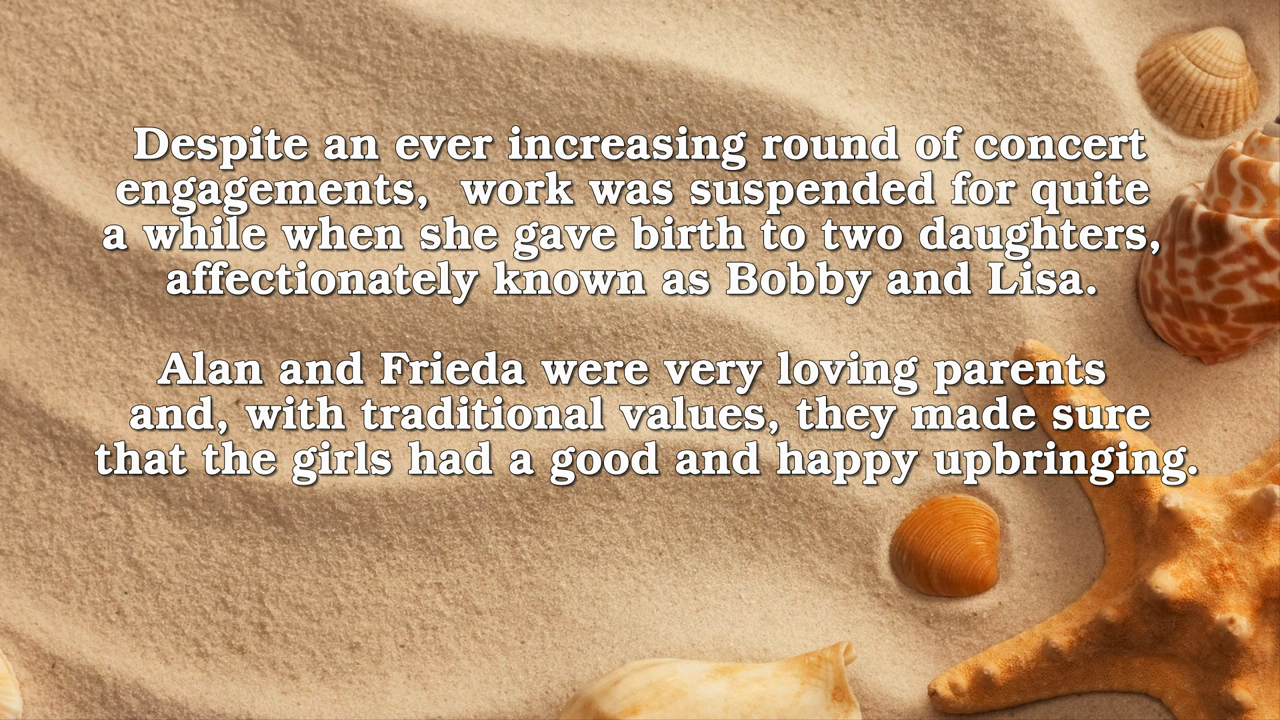 Despite an ever increasing round of concert
engagements,  work was suspended for quite
a while when she gave birth to two daughters,
affectionately known as Bobby and Lisa.
Alan and Frieda were very loving parents
and, with traditional values, they made sure
that the girls had a good and happy upbringing.